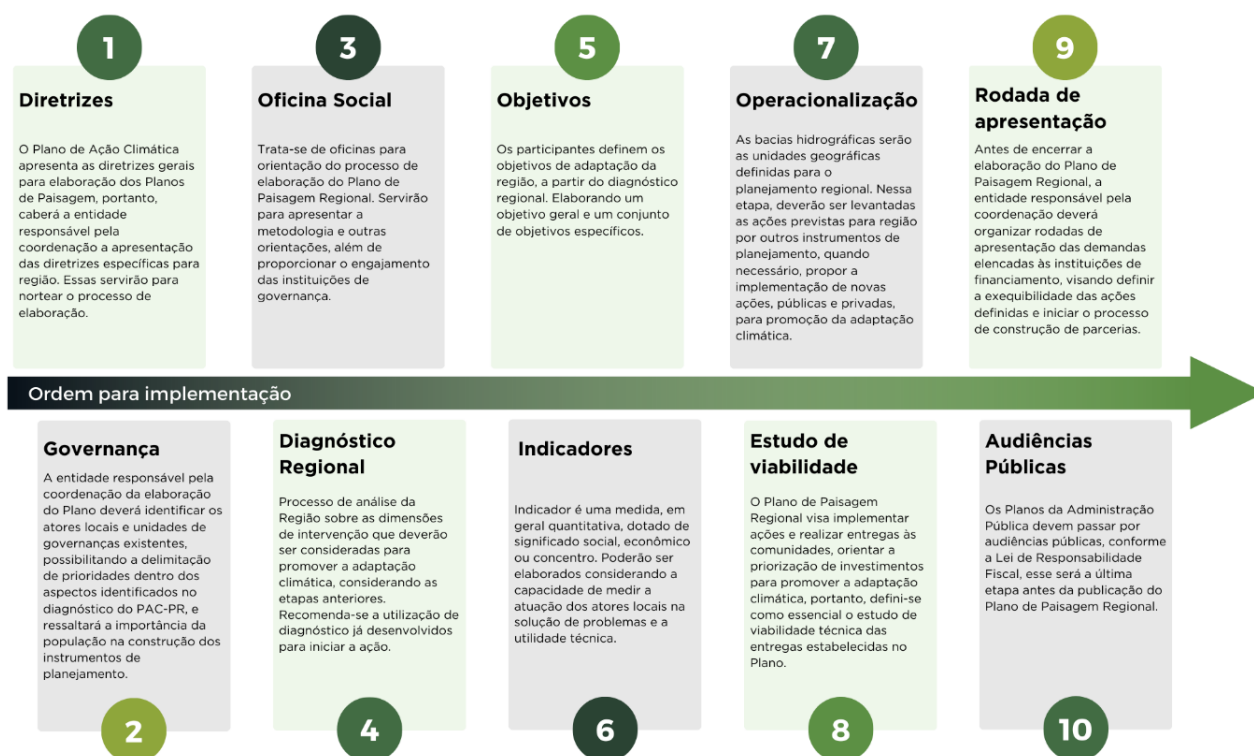 1
Diretrizes
O Plano de Ação Climática
apresenta as diretrizes gerais
para elaboração dos Planos
de Paisagem, portanto,
caberá a entidade
responsável pela
coordenação a apresentação
das diretrizes específicas para
região. Essas servirão para
nortear o processo de
elaboração.
3
Oficina Social
Trata-se de oficinas para
orientação do processo de
elaboração do Plano de
Paisagem Regional. Servirão
para apresentar a
metodologia e outras
orientações, além de
proporcionar o engajamento
das instituições de
governança.
5
Objetivos
Os participantes definem os
objetivos de adaptação da
região, a partir do diagnóstico
regional. Elaborando um
objetivo geral e um conjunto
de objetivos específicos.
7
Operacionalização
As bacias hidrográficas serão
as unidades geográficas
definidas para o
planejamento regional. Nessa
etapa, deverão ser levantadas
as ações previstas para região
por outros instrumentos de
planejamento, quando
necessário, propor a
implementação de novas
ações, públicas e privadas,
para promoção da adaptação
climática.
9
Rodada de
apresentação
Antes de encerrar a
elaboração do Plano de
Paisagem Regional, a
entidade responsável pela
coordenação deverá
organizar rodadas de
apresentação das demandas
elencadas às instituições de
financiamento, visando definir
a exequibilidade das ações
definidas e iniciar o processo
de construção de parcerias.
Ordem para implementação
Governança
A entidade responsável pela
coordenação da elaboração
do Plano deverá identificar os
atores locais e unidades de
governanças existentes,
possibilitando a delimitação
de prioridades dentro dos
aspectos identificados no
diagnóstico do PAC-PR, e
ressaltará a importância da
população na construção dos
instrumentos de
planejamento.
2
Diagnóstico
Regional
Processo de análise da
Região sobre as dimensões
de intervenção que deverão
ser consideradas para
promover a adaptação
climática, considerando as
etapas anteriores.
Recomenda-se a utilização de
diagnóstico já desenvolvidos
para iniciar a ação.
4
Indicadores
Indicador é uma medida, em
geral quantitativa, dotado de
significado social, econômico
ou concentro. Poderão ser
elaborados considerando a
capacidade de medir a
atuação dos atores locais na
solução de problemas e a
utilidade técnica.
6
Estudo de
viabilidade
O Plano de Paisagem
Regional visa implementar
ações e realizar entregas às
comunidades, orientar a
priorização de investimentos
para promover a adaptação
climática, portanto, defini-se
como essencial o estudo de
viabilidade técnica das
entregas estabelecidas no
Plano.
8
Audiências
Públicas
Os Planos da Administração
Pública devem passar por
audiências públicas, conforme
a Lei de Responsabilidade
Fiscal, esse será a última
etapa antes da publicação do
Plano de Paisagem Regional.
10